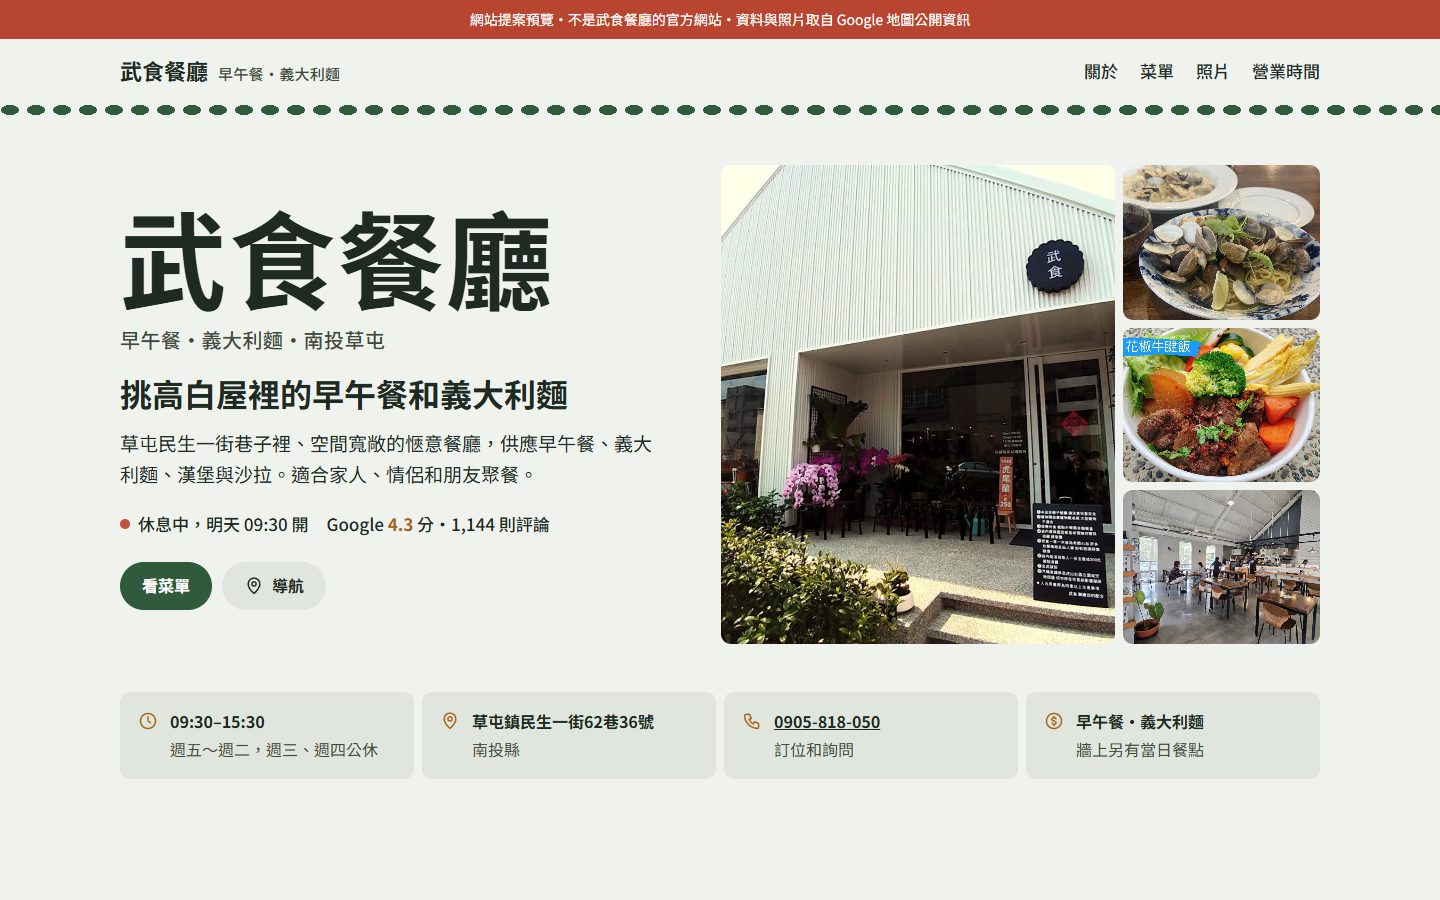 網站提案預覽・不是武食餐廳的官方網站・資料與照片取自 Google 地圖公開資訊
武食餐廳 早午餐・義大利麵
關於 菜單 照片 營業時間
武食餐廳
早午餐・義大利麵・南投草屯
挑高白屋裡的早午餐和義大利麵
草屯民生一街巷子裡、空間寬敞的愜意餐廳，供應早午餐、義大
利麵、漢堡與沙拉。適合家人、情侶和朋友聚餐。
休息中，明天 09:30 開 Google 4.3 分・1,144 則評論
看菜單 導航
武食
虎尾蘭
250
花椒牛腱飯
09:30–15:30
週五～週二，週三、週四公休
草屯鎮民生一街62巷36號
南投縣
0905-818-050
訂位和詢問
早午餐・義大利麵
牆上另有當日餐點